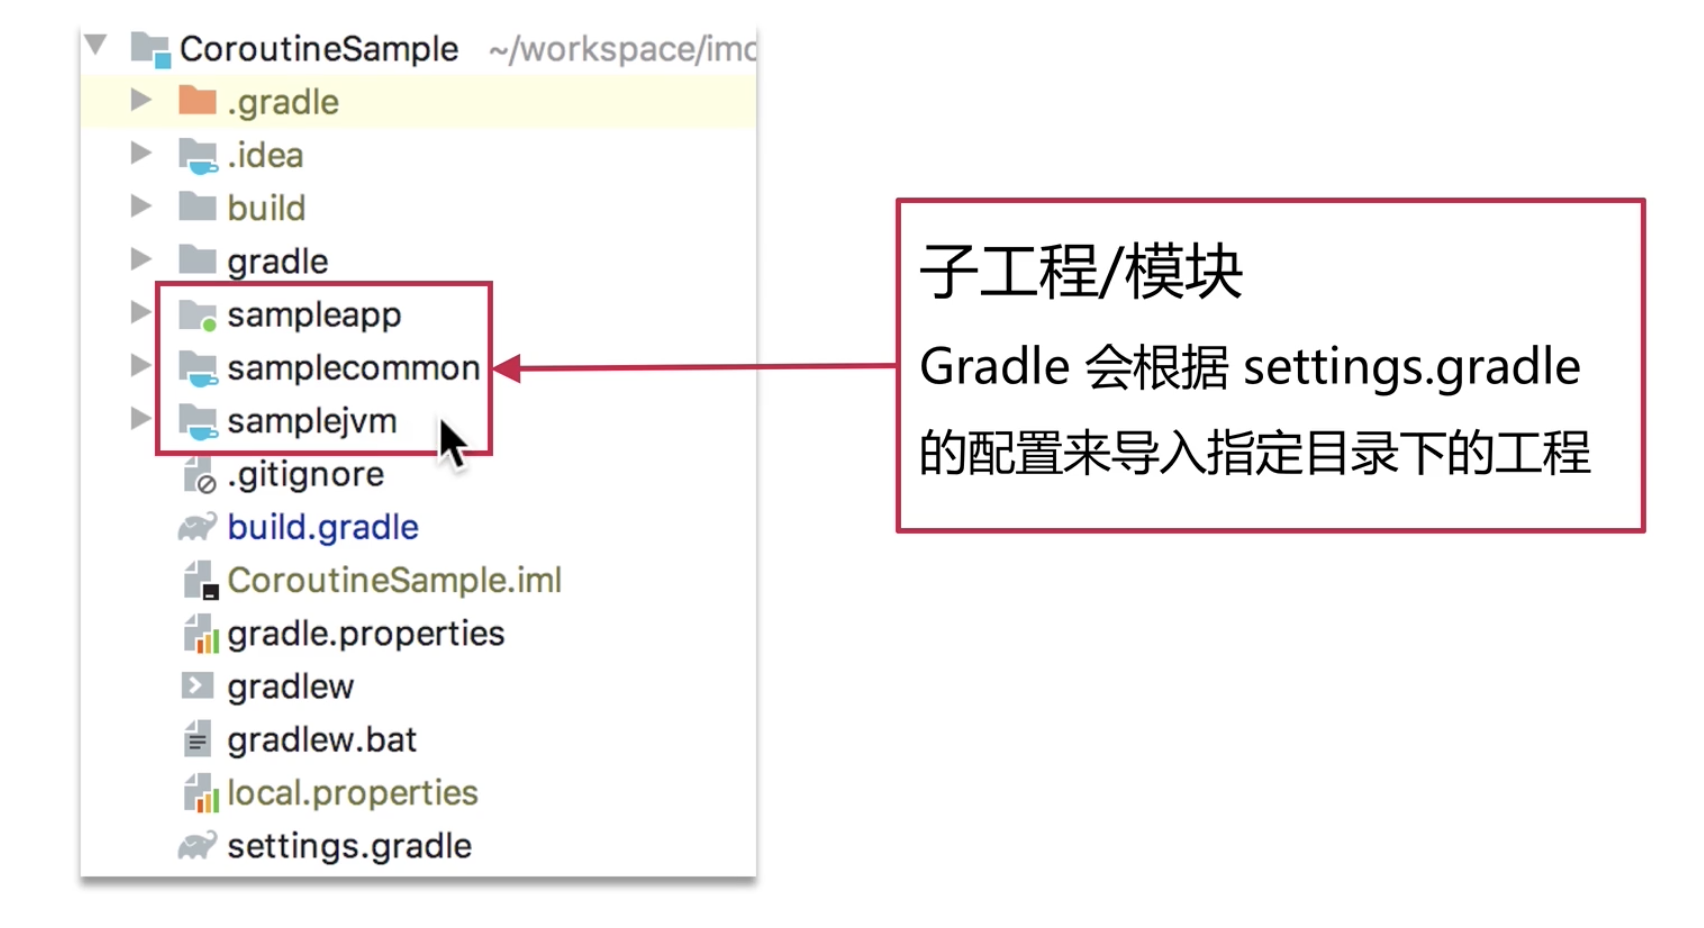 CoroutineSample ~/workspace/imo
.gradle
.idea
build
gradle
sampleapp
samplecommon
samplejvm
.gitignore
build.gradle
CoroutineSample.iml
gradle.properties
gradlew
gradlew.bat
local.properties
settings.gradle
子工程/模块
Gradle 会根据 settings.gradle
的配置来导入指定目录下的工程